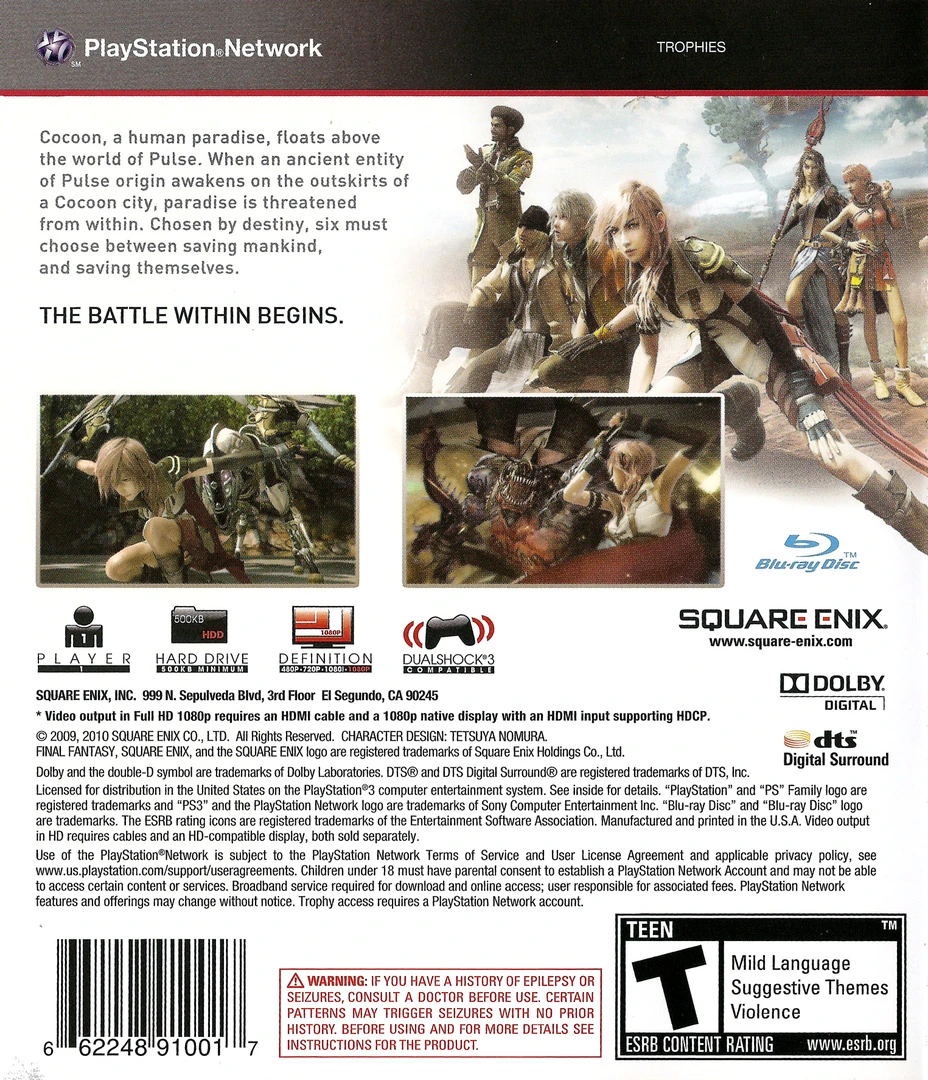 PlayStation®Network
SM
TROPHIES
Cocoon, a human paradise, floats above
the world of Pulse. When an ancient entity
of Pulse origin awakens on the outskirts of
a Cocoon city, paradise is threatened
from within. Chosen by destiny, six must
choose between saving mankind,
and saving themselves.
THE BATTLE WITHIN BEGINS.
Blu-ray Disc™
1
PLAYER
1
500KB
HDD
HARD DRIVE
500KB MINIMUM
1080P
DEFINITION
480P•720P•1080I•1080P
DUALSHOCK®3
COMPATIBLE
SQUARE ENIX®
www.square-enix.com
SQUARE ENIX, INC. 999 N. Sepulveda Blvd, 3rd Floor El Segundo, CA 90245
* Video output in Full HD 1080p requires an HDMI cable and a 1080p native display with an HDMI input supporting HDCP.
© 2009, 2010 SQUARE ENIX CO., LTD. All Rights Reserved. CHARACTER DESIGN: TETSUYA NOMURA.
FINAL FANTASY, SQUARE ENIX, and the SQUARE ENIX logo are registered trademarks of Square Enix Holdings Co., Ltd.
DOLBY®
DIGITAL
dts™
Digital Surround
Dolby and the double-D symbol are trademarks of Dolby Laboratories. DTS® and DTS Digital Surround® are registered trademarks of DTS, Inc.
Licensed for distribution in the United States on the PlayStation®3 computer entertainment system. See inside for details. “PlayStation” and “PS” Family logo are
registered trademarks and “PS3” and the PlayStation Network logo are trademarks of Sony Computer Entertainment Inc. “Blu-ray Disc” and “Blu-ray Disc” logo
are trademarks. The ESRB rating icons are registered trademarks of the Entertainment Software Association. Manufactured and printed in the U.S.A. Video output
in HD requires cables and an HD-compatible display, both sold separately.
Use of the PlayStation®Network is subject to the PlayStation Network Terms of Service and User License Agreement and applicable privacy policy, see
www.us.playstation.com/support/useragreements. Children under 18 must have parental consent to establish a PlayStation Network Account and may not be able
to access certain content or services. Broadband service required for download and online access; user responsible for associated fees. PlayStation Network
features and offerings may change without notice. Trophy access requires a PlayStation Network account.
6 62248 91001 7
WARNING: IF YOU HAVE A HISTORY OF EPILEPSY OR
SEIZURES, CONSULT A DOCTOR BEFORE USE. CERTAIN
PATTERNS MAY TRIGGER SEIZURES WITH NO PRIOR
HISTORY. BEFORE USING AND FOR MORE DETAILS SEE
INSTRUCTIONS FOR THE PRODUCT.
TEEN ™
T
Mild Language
Suggestive Themes
Violence
ESRB CONTENT RATING www.esrb.org